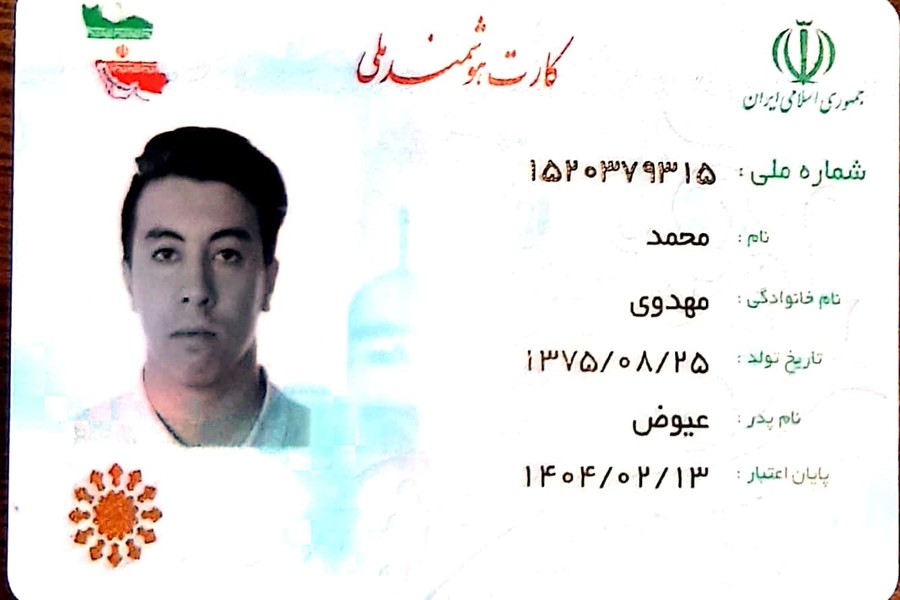 کارت هوشمند ملی
جمهوری اسلامی ایران
شماره ملی : ۱۵۲۰۳۷۹۳۱۵
نام : محمد
نام خانوادگی : مهدوی
تاریخ تولد : ۱۳۷۵/۰۸/۲۵
نام پدر : عیوض
پایان اعتبار : ۱۴۰۴/۰۲/۱۳